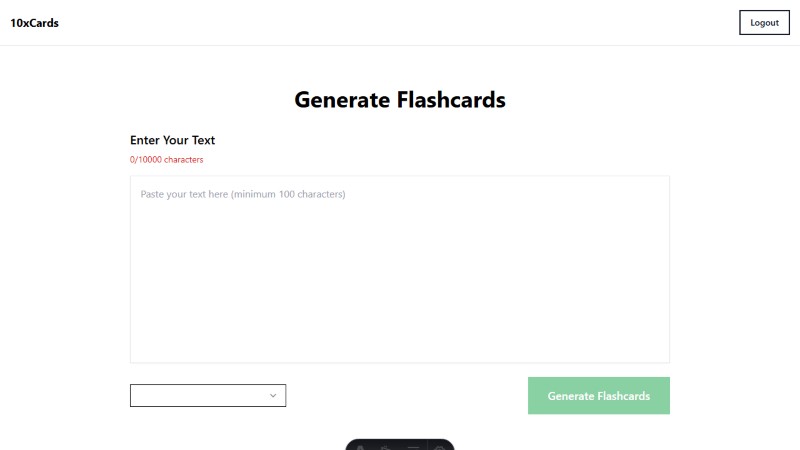 10xCards
Logout
Generate Flashcards
Enter Your Text
0/10000 characters
Paste your text here (minimum 100 characters)
Generate Flashcards